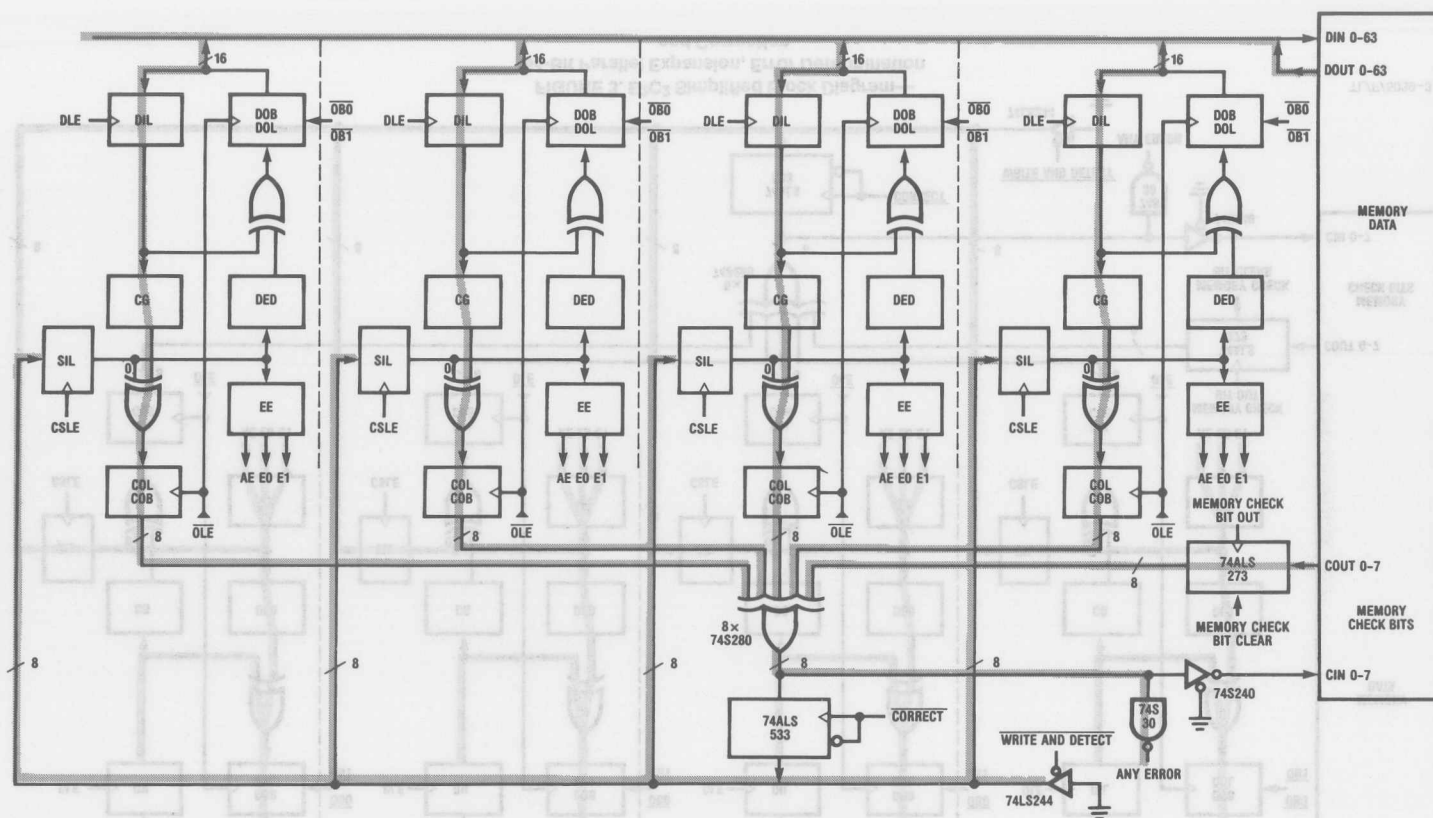 DIN 0-63
16
16
16
16
DOUT 0-63
DLE
DIL
DOB
DOL
OB0
OB1
DLE
DIL
DOB
DOL
OB0
OB1
DLE
DIL
DOB
DOL
OB0
OB1
DLE
DIL
DOB
DOL
OB0
OB1
MEMORY
DATA
CG
DED
CG
DED
CG
DED
CG
DED
SIL
0
EE
CSLE
SIL
0
EE
CSLE
SIL
0
EE
CSLE
SIL
0
EE
CSLE
COL
COB
AE E0 E1
OLE
8
COL
COB
AE E0 E1
OLE
8
COL
COB
AE E0 E1
OLE
8
COL
COB
AE E0 E1
OLE
8
MEMORY CHECK
BIT OUT
74ALS
273
8
COUT 0-7
MEMORY CHECK
BIT CLEAR
MEMORY
CHECK BITS
8×
74S280
8
8
8
8
8
CIN 0-7
74S240
74ALS
533
CORRECT
74S
30
WRITE AND DETECT
ANY ERROR
74LS244